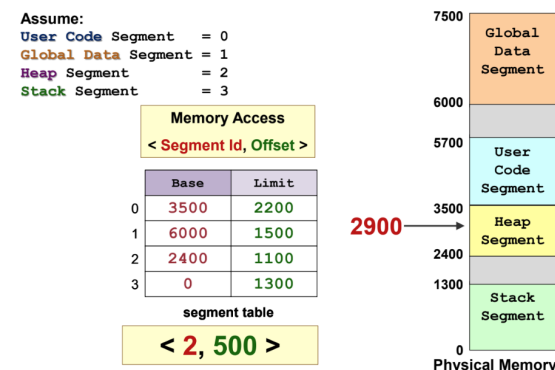 Assume:
User Code Segment = 0
Global Data Segment = 1
Heap Segment = 2
Stack Segment = 3
Memory Access
< Segment Id, Offset >
Base Limit
0 3500 2200
1 6000 1500
2 2400 1100
3 0 1300
segment table
< 2, 500 >
2900
7500
Global
Data
Segment
6000
5700
User
Code
Segment
3500
Heap
Segment
2400
1300
Stack
Segment
0
Physical Memory